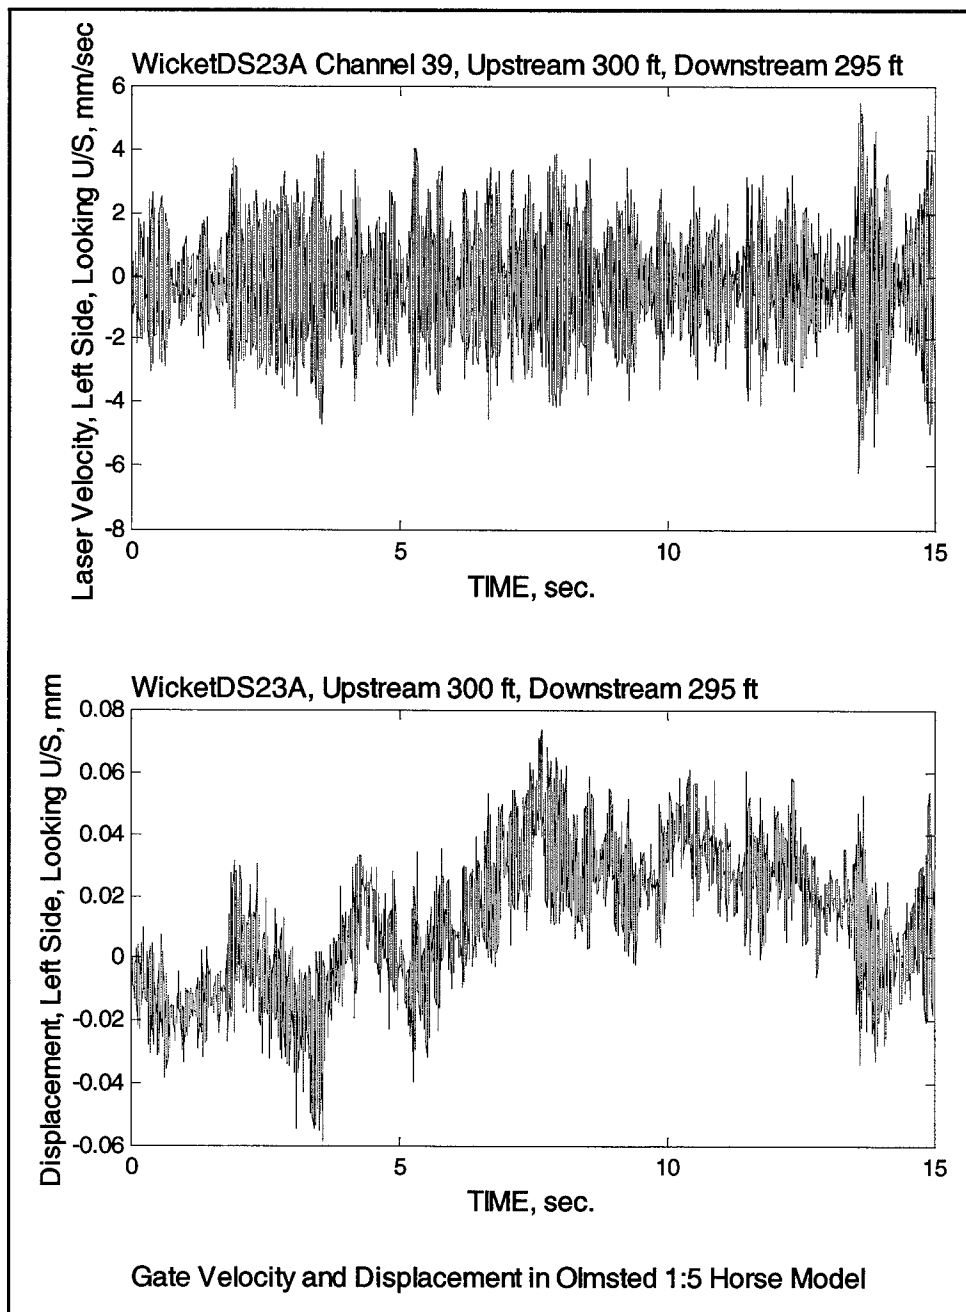 WicketDS23A Channel 39, Upstream 300 ft, Downstream 295 ft
Laser Velocity, Left Side, Looking U/S, mm/sec
6
4
2
0
-2
-4
-6
-8
0 5 10 15
TIME, sec.
WicketDS23A, Upstream 300 ft, Downstream 295 ft
Displacement, Left Side, Looking U/S, mm
0.08
0.06
0.04
0.02
0
-0.02
-0.04
-0.06
0 5 10 15
TIME, sec.
Gate Velocity and Displacement in Olmsted 1:5 Horse Model